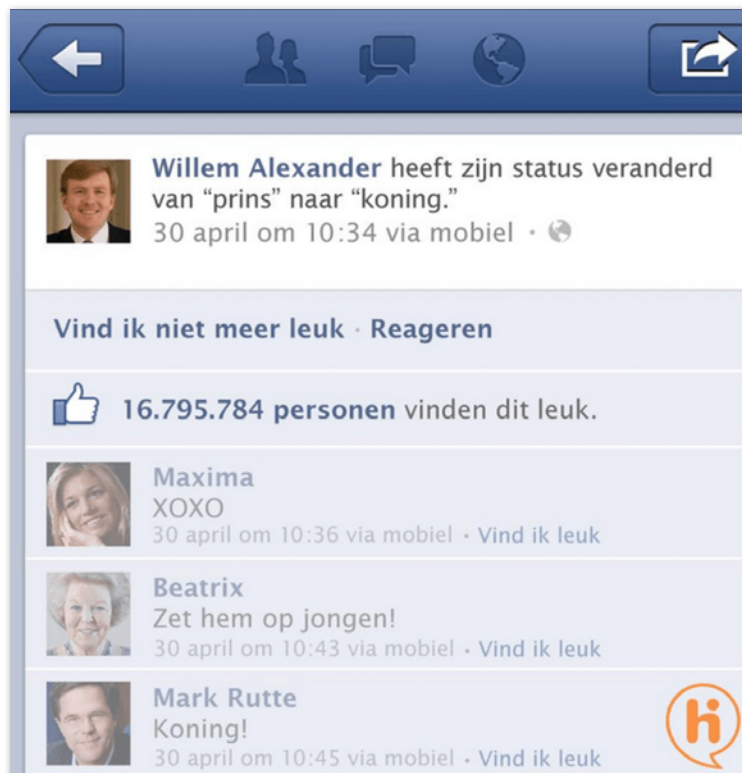 Willem Alexander heeft zijn status veranderd
van “prins” naar “koning.”
30 april om 10:34 via mobiel ·
Vind ik niet meer leuk · Reageren
16.795.784 personen vinden dit leuk.
Maxima
XOXO
30 april om 10:36 via mobiel · Vind ik leuk
Beatrix
Zet hem op jongen!
30 april om 10:43 via mobiel · Vind ik leuk
Mark Rutte
Koning!
30 april om 10:45 via mobiel · Vind ik leuk
hi